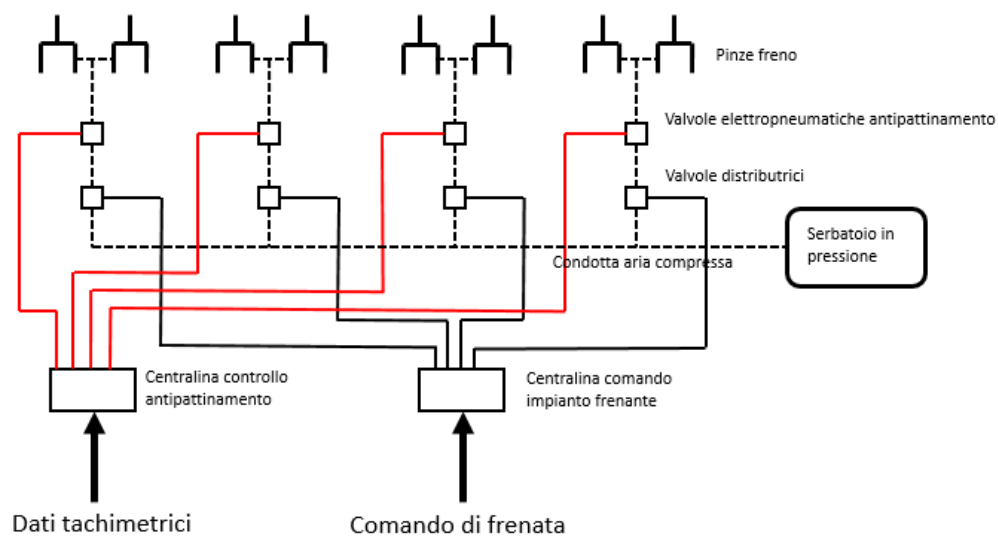 Pinze freno
Valvole elettropneumatiche antipattinamento
Valvole distributrici
Serbatoio in
pressione
Condotta aria compressa
Centralina controllo
antipattinamento
Centralina comando
impianto frenante
Dati tachimetrici
Comando di frenata